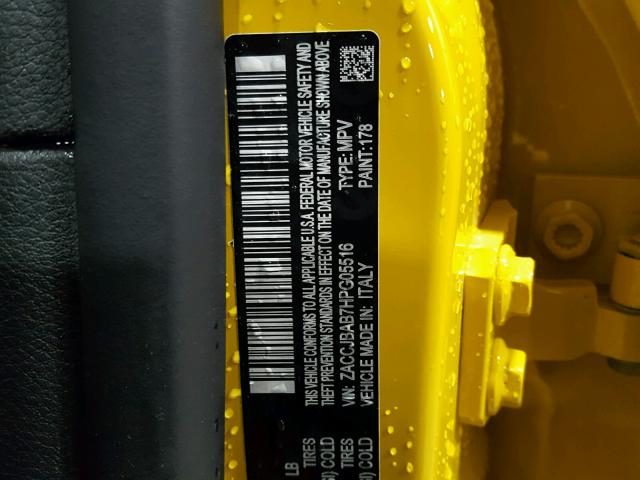 THIS VEHICLE CONFORMS TO ALL APPLICABLE U.S.A. FEDERAL MOTOR VEHICLE SAFETY AND
THEFT PREVENTION STANDARDS IN EFFECT ON THE DATE OF MANUFACTURE SHOWN ABOVE
VIN: ZACCJBAB7HPG05516 TYPE: MPV
VEHICLE MADE IN: ITALY PAINT: 178
LB
TIRES
COLD
TIRES
COLD